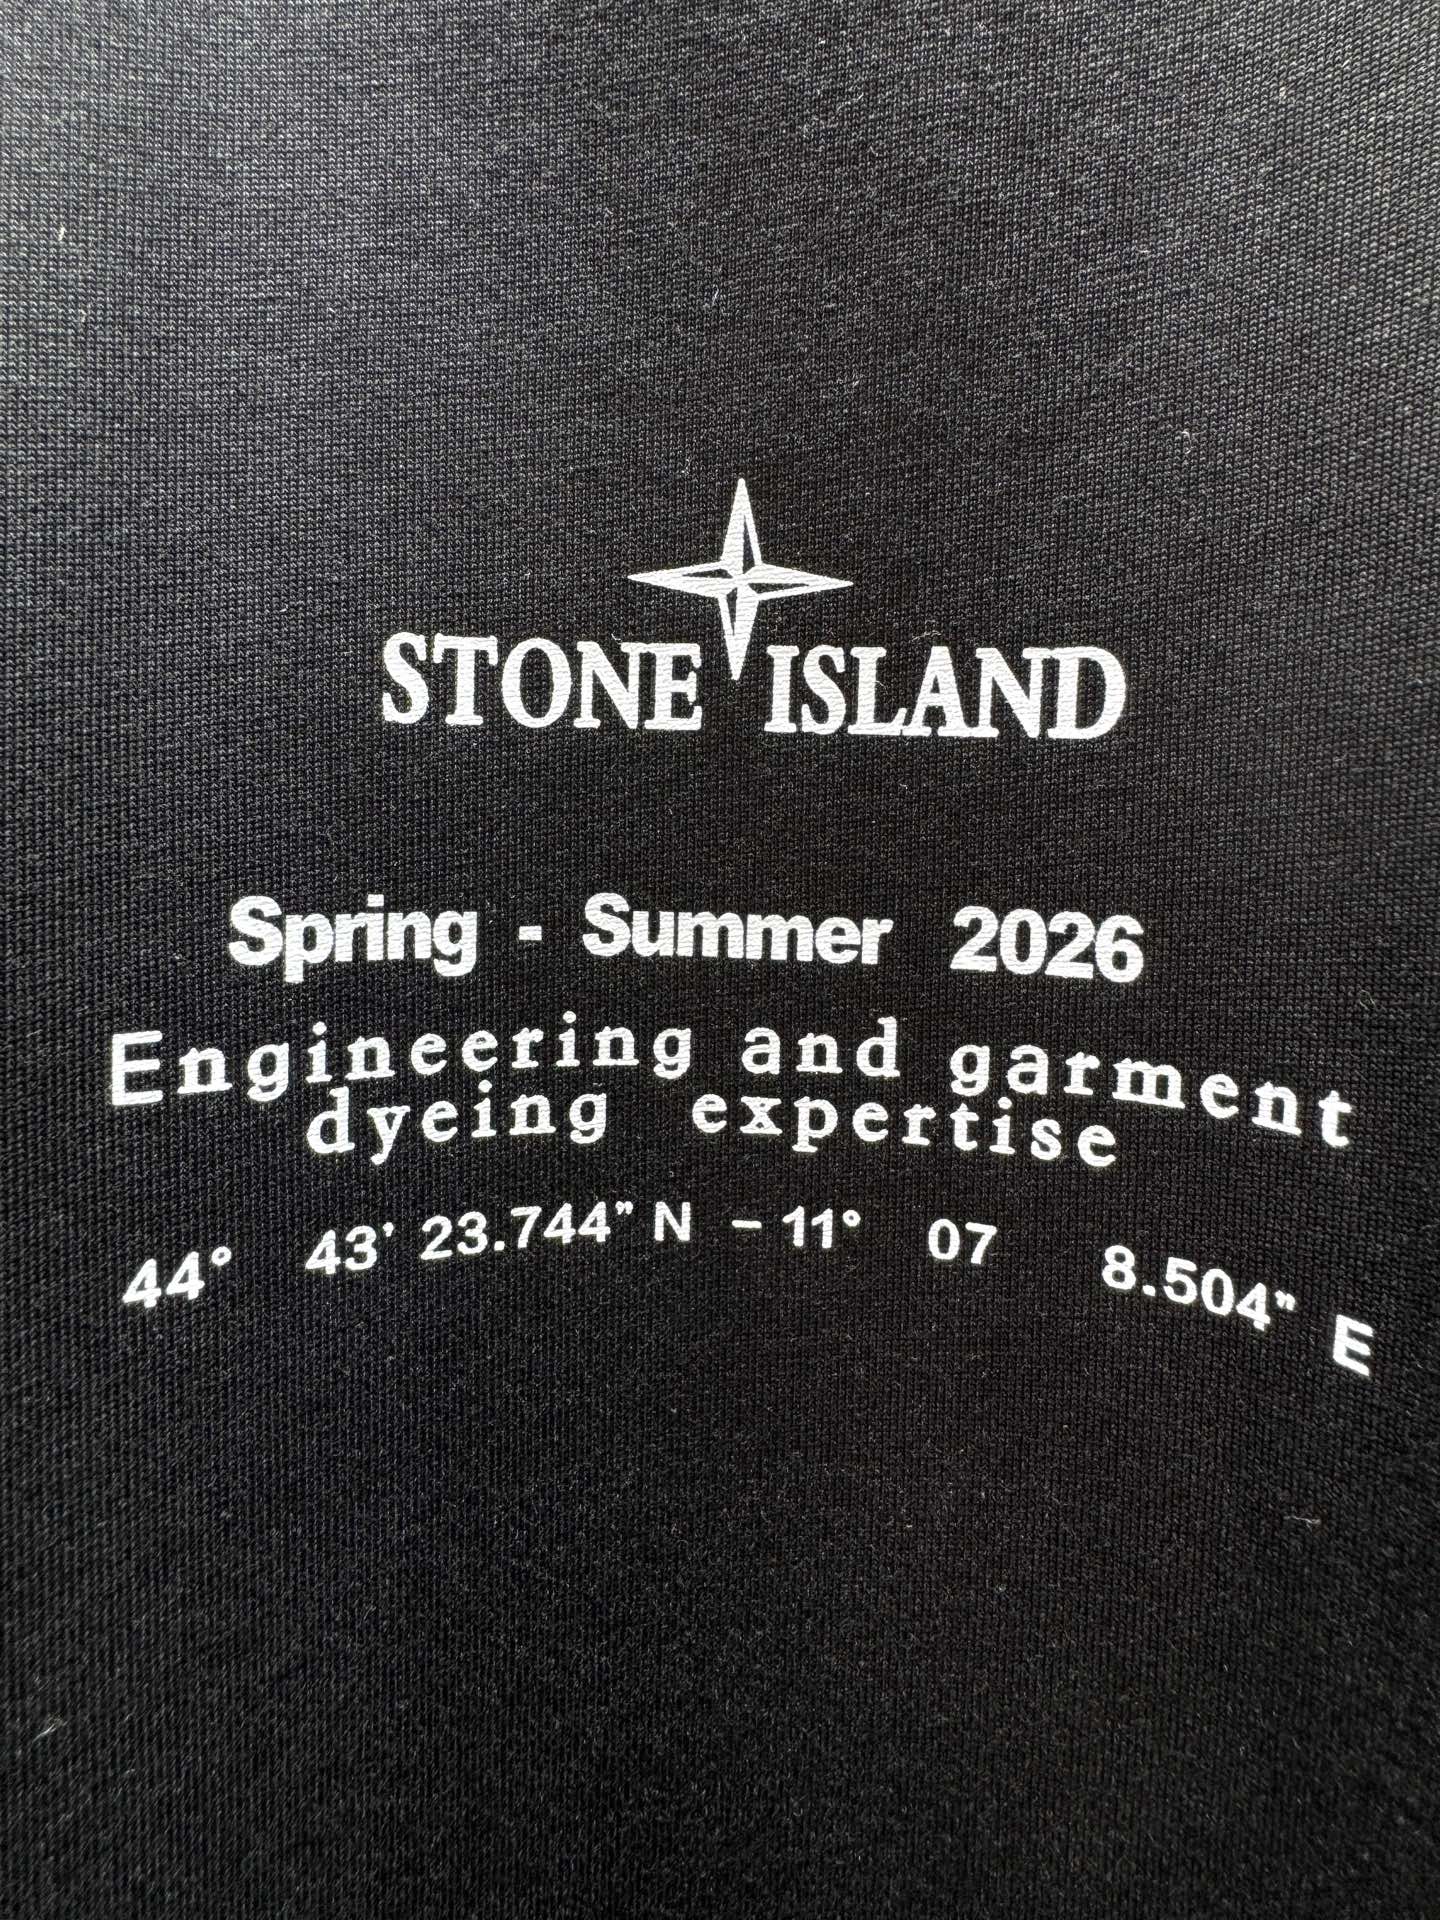 STONE ISLAND
Spring - Summer 2026
Engineering and garment
dyeing expertise
44° 43’ 23.744” N – 11° 07 8.504” E